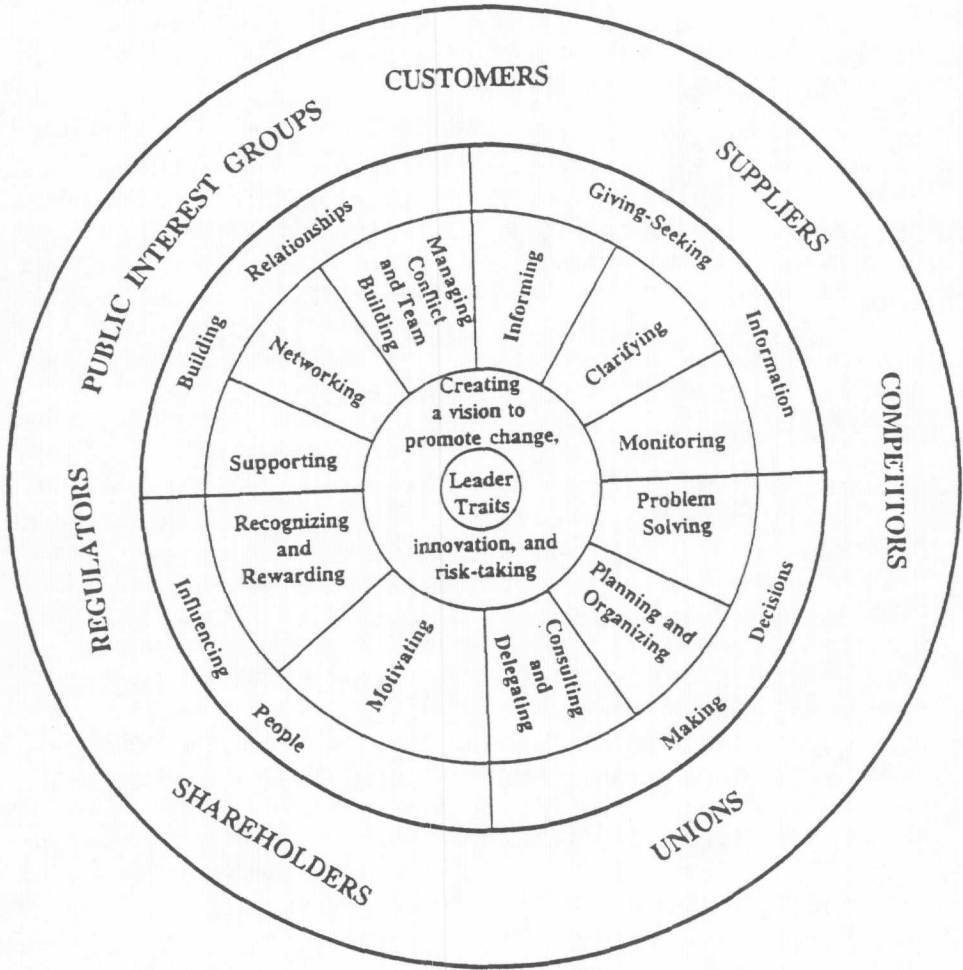 CUSTOMERS
SUPPLIERS
COMPETITORS
UNIONS
SHAREHOLDERS
REGULATORS
PUBLIC INTEREST GROUPS
Giving-Seeking
Information
Decisions
Making
People
Influencing
Building
Relationships
Informing
Clarifying
Monitoring
Problem
Solving
Planning and
Organizing
Consulting
and
Delegating
Motivating
Recognizing
and
Rewarding
Supporting
Networking
Managing
Conflict
and Team
Building
Creating
a vision to
promote change,
Leader
Traits
innovation, and
risk-taking